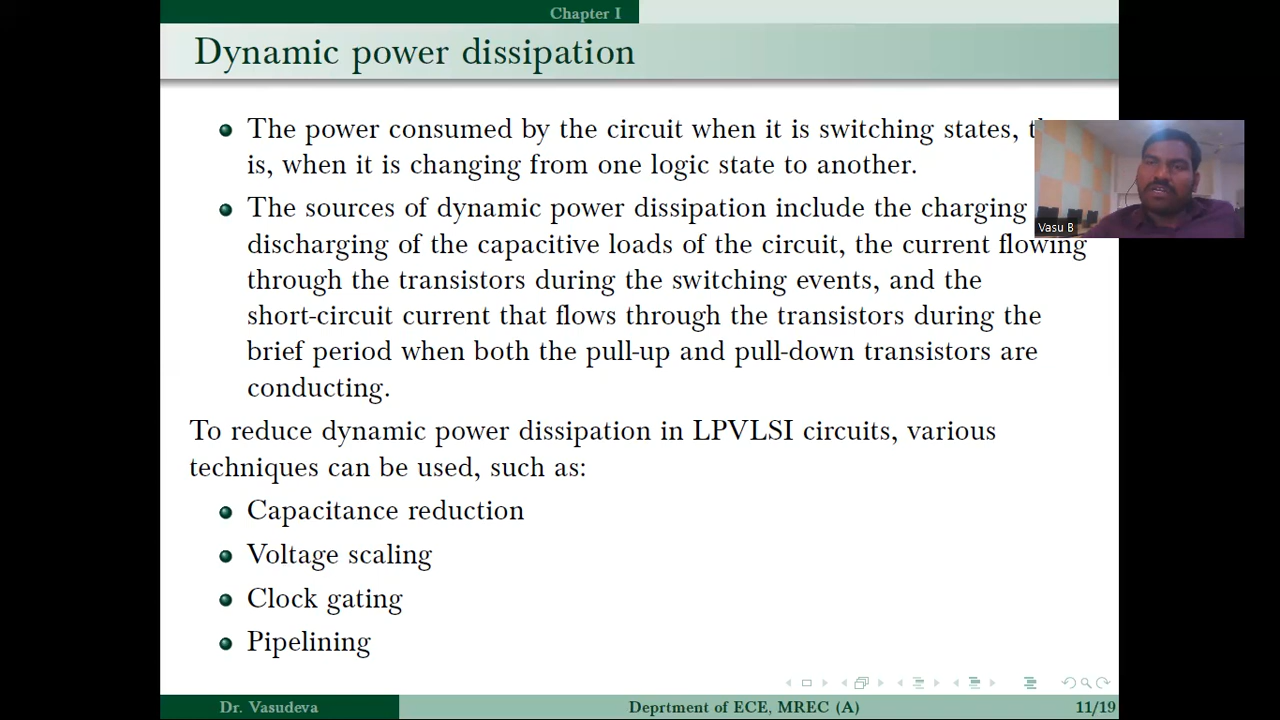 Chapter I
Dynamic power dissipation
The power consumed by the circuit when it is switching states,
is, when it is changing from one logic state to another.
The sources of dynamic power dissipation include the charging
discharging of the capacitive loads of the circuit, the current flowing
through the transistors during the switching events, and the
short-circuit current that flows through the transistors during the
brief period when both the pull-up and pull-down transistors are
conducting.
Vasu B
To reduce dynamic power dissipation in LPVLSI circuits, various
techniques can be used, such as:
Capacitance reduction
Voltage scaling
Clock gating
Pipelining
Dr. Vasudeva
Deprtment of ECE, MREC (A)
11/19